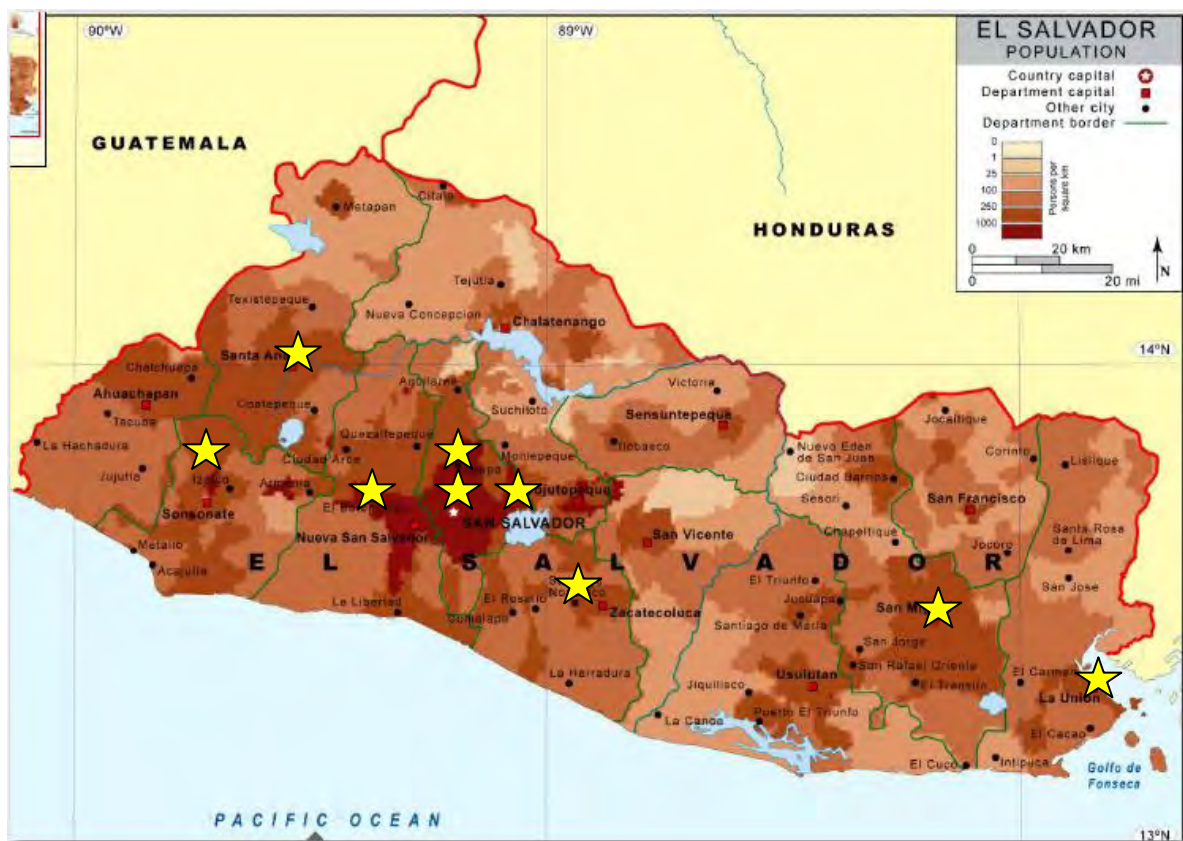 90°W
89°W
EL SALVADOR
POPULATION
Country capital
Department capital
Other city
Department border
0
1
25
100
250
1000
Persons per
square km
0 20 km
0 20 mi
N
GUATEMALA
HONDURAS
Citala
Metapan
Tejutla
Texistepeque
Nueva Concepcion
Chalatenango
14°N
Santa
Chalchuapa
Aguilares
Victoria
Ahuachapan
Coatepeque
Suchitoto
Sensuntepeque
Jocaitique
Tacuba
La Hachadura
Quezaltepeque
Ilobasco
Nuevo Eden
de San Juan
Corinto
Lislique
Ciudad Arce
Jujutla
Izalco
Armenia
Ciudad Barrios
Sesori
San Francisco
Sonsonate
El
SAN SALVADOR
Nueva San Salvador
San Vicente
Chapeltique
Santa Rosa
de Lima
Metalio
Jocoro
EL SALVADOR
Acajutla
El Triunfo
San Jose
La Libertad
El Rosario
Zacatecoluca
Jucuapa
San
Santiago de Maria
San Jorge
San Rafael Oriente
La Herradura
Usulutan
El Transito
El Carmen
Jiquilisco
La Union
La Canoa
Puerto El Triunfo
El Cacao
El Cuco
Intipuca
Golfo de
Fonseca
PACIFIC OCEAN
13°N